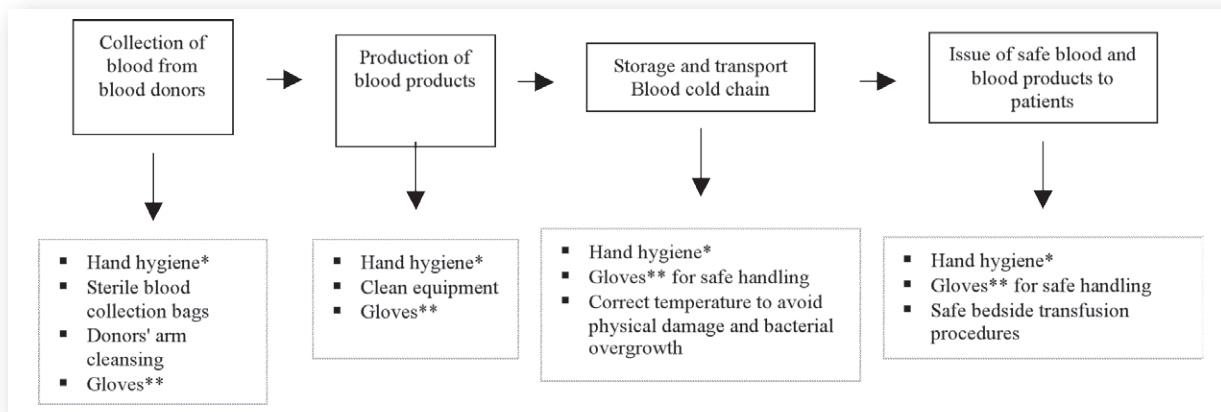 Collection of
blood from
blood donors
Production of
blood products
Storage and transport
Blood cold chain
Issue of safe blood and
blood products to
patients
▪ Hand hygiene*
▪ Sterile blood
collection bags
▪ Donors' arm
cleansing
▪ Gloves**
▪ Hand hygiene*
▪ Clean equipment
▪ Gloves**
▪ Hand hygiene*
▪ Gloves** for safe handling
▪ Correct temperature to avoid
physical damage and bacterial
overgrowth
▪ Hand hygiene*
▪ Gloves** for safe handling
▪ Safe bedside transfusion
procedures